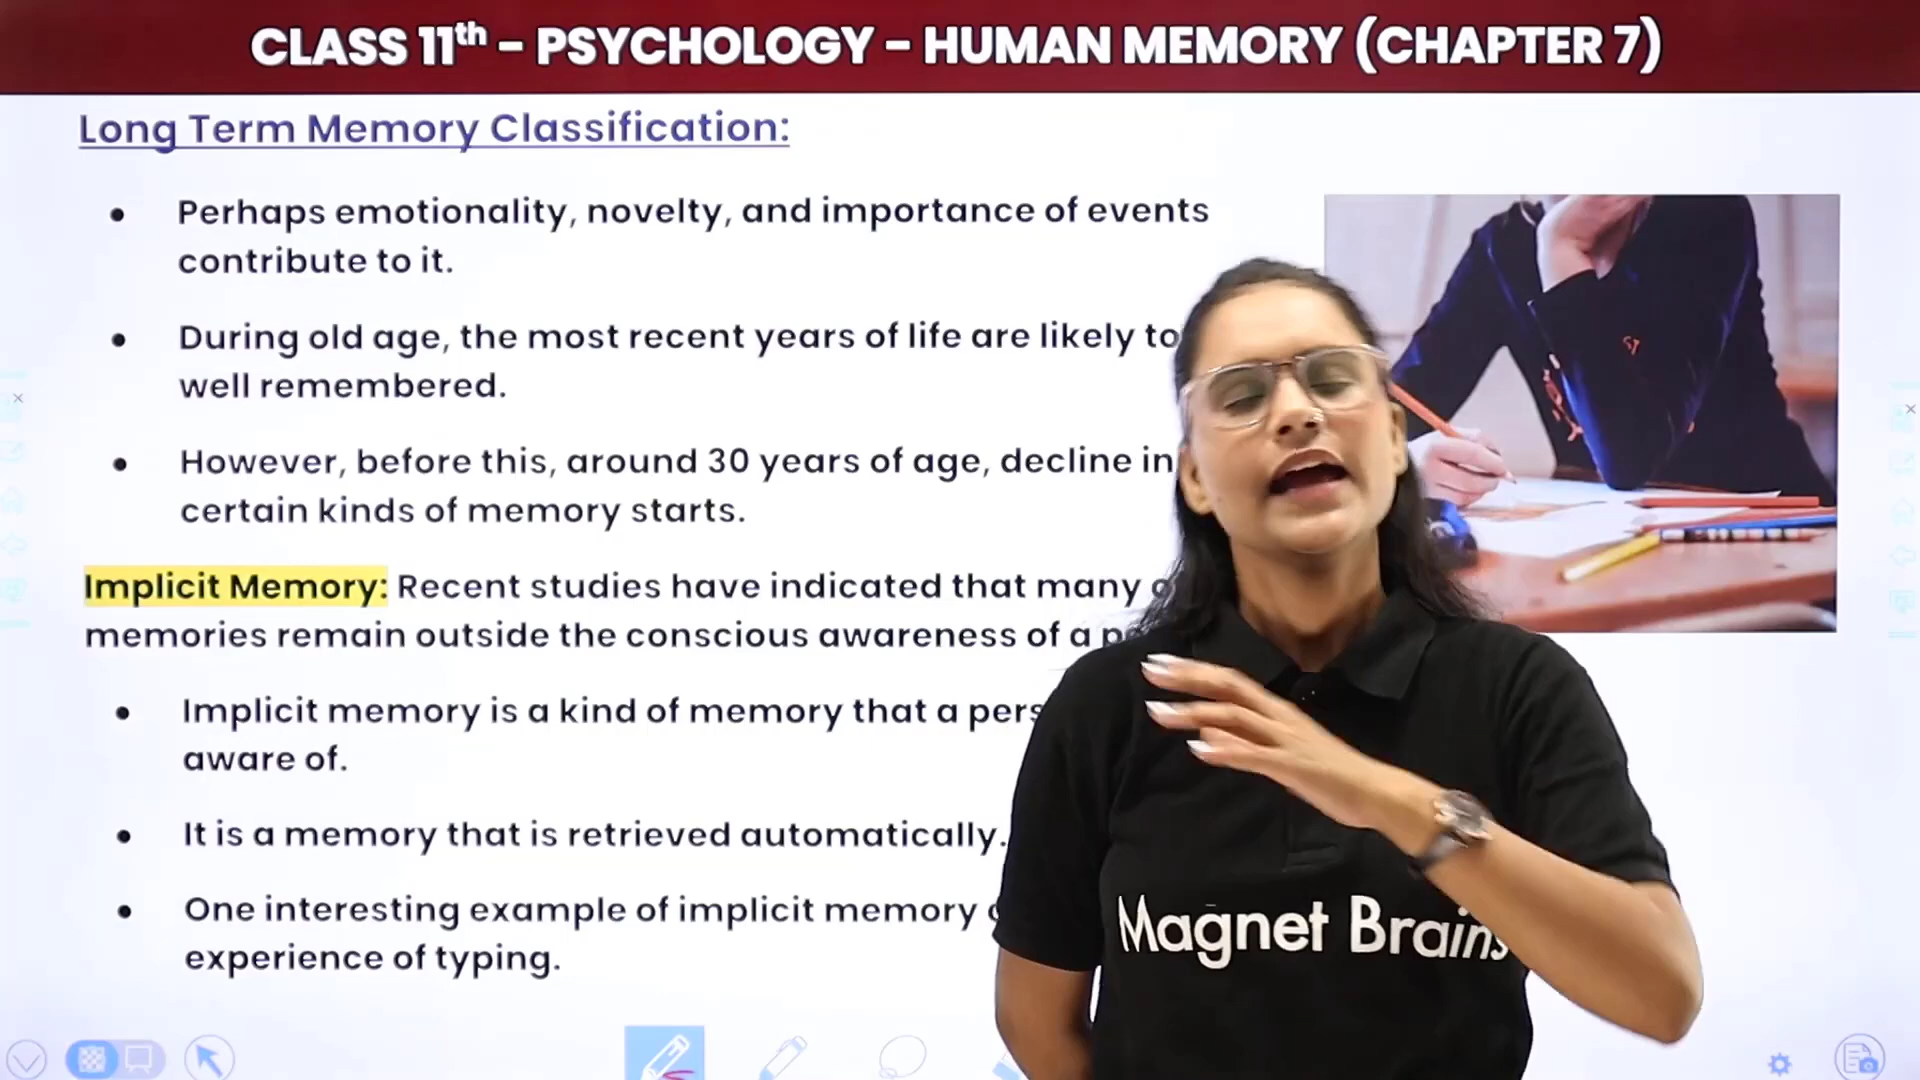 CLASS 11th - PSYCHOLOGY - HUMAN MEMORY (CHAPTER 7)
Long Term Memory Classification:
• Perhaps emotionality, novelty, and importance of events
contribute to it.
• During old age, the most recent years of life are likely to
well remembered.
• However, before this, around 30 years of age, decline in
certain kinds of memory starts.
Implicit Memory: Recent studies have indicated that many
memories remain outside the conscious awareness of a
• Implicit memory is a kind of memory that a
aware of.
• It is a memory that is retrieved automatically.
• One interesting example of implicit memory
experience of typing.
Magnet Brains